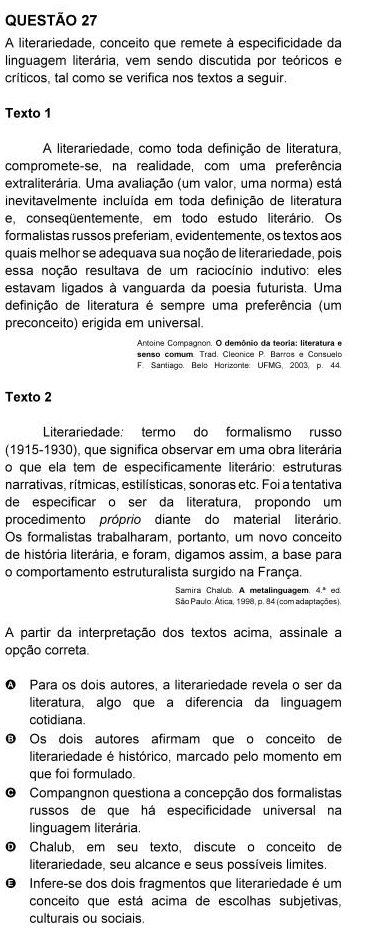 QUESTÃO 27
A literariedade, conceito que remete à especificidade da
linguagem literária, vem sendo discutida por teóricos e
críticos, tal como se verifica nos textos a seguir.
Texto 1
A literariedade, como toda definição de literatura,
compromete-se, na realidade, com uma preferência
extraliterária. Uma avaliação (um valor, uma norma) está
inevitavelmente incluída em toda definição de literatura
e, conseqüentemente, em todo estudo literário. Os
formalistas russos preferiam, evidentemente, os textos aos
quais melhor se adequava sua noção de literariedade, pois
essa noção resultava de um raciocínio indutivo: eles
estavam ligados à vanguarda da poesia futurista. Uma
definição de literatura é sempre uma preferência (um
preconceito) erigida em universal.
Antoine Compagnon. O demônio da teoria: literatura e
senso comum. Trad. Cleonice P. Barros e Consuelo
F. Santiago. Belo Horizonte: UFMG, 2003, p. 44.
Texto 2
Literariedade: termo do formalismo russo
(1915-1930), que significa observar em uma obra literária
o que ela tem de especificamente literário: estruturas
narrativas, rítmicas, estilísticas, sonoras etc. Foi a tentativa
de especificar o ser da literatura, propondo um
procedimento próprio diante do material literário.
Os formalistas trabalharam, portanto, um novo conceito
de história literária, e foram, digamos assim, a base para
o comportamento estruturalista surgido na França.
Samira Chalub. A metalinguagem. 4.ª ed.
São Paulo: Ática, 1998, p. 84 (com adaptações).
A partir da interpretação dos textos acima, assinale a
opção correta.
A Para os dois autores, a literariedade revela o ser da
literatura, algo que a diferencia da linguagem
cotidiana.
B Os dois autores afirmam que o conceito de
literariedade é histórico, marcado pelo momento em
que foi formulado.
C Compangnon questiona a concepção dos formalistas
russos de que há especificidade universal na
linguagem literária.
D Chalub, em seu texto, discute o conceito de
literariedade, seu alcance e seus possíveis limites.
E Infere-se dos dois fragmentos que literariedade é um
conceito que está acima de escolhas subjetivas,
culturais ou sociais.